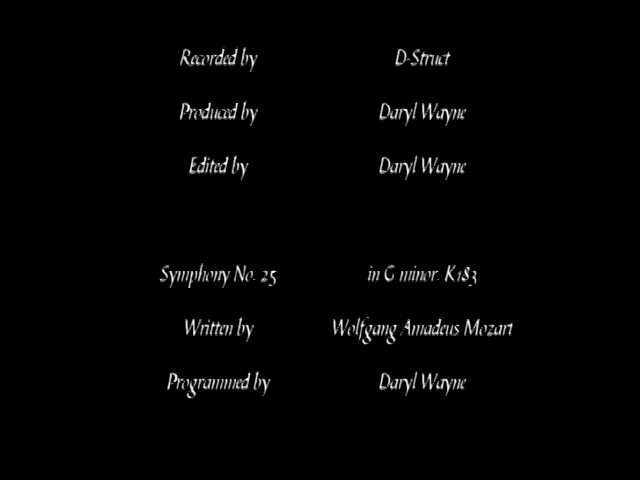 Recorded by D-Struct
Produced by Daryl Wayne
Edited by Daryl Wayne
Symphony No. 25 in G minor. K183
Written by Wolfgang Amadeus Mozart
Programmed by Daryl Wayne